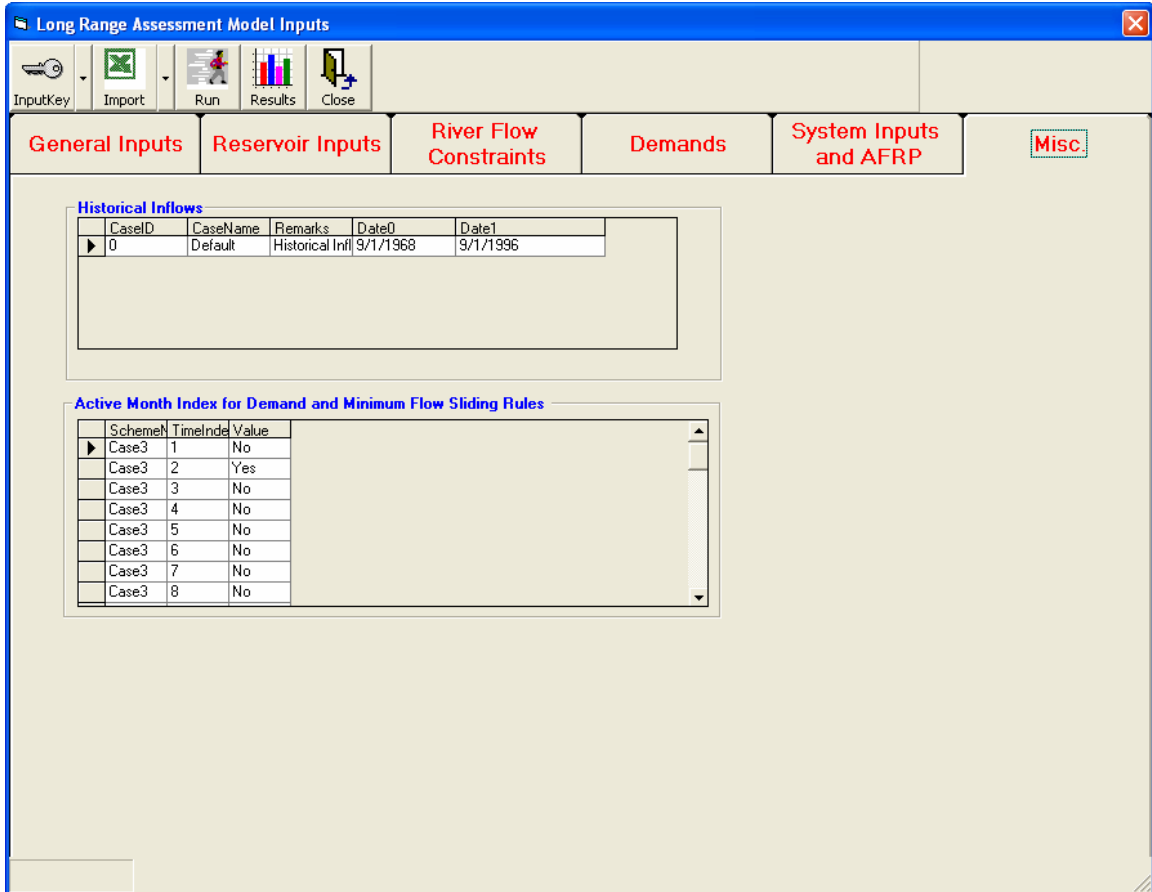 Long Range Assessment Model Inputs
InputKey Import Run Results Close
General Inputs Reservoir Inputs River Flow Constraints Demands System Inputs and AFRP Misc.
Historical Inflows
CaseID CaseName Remarks Date0 Date1
0 Default Historical Infl 9/1/1968 9/1/1996
Active Month Index for Demand and Minimum Flow Sliding Rules
SchemeN TimeInde Value
Case3 1 No
Case3 2 Yes
Case3 3 No
Case3 4 No
Case3 5 No
Case3 6 No
Case3 7 No
Case3 8 No